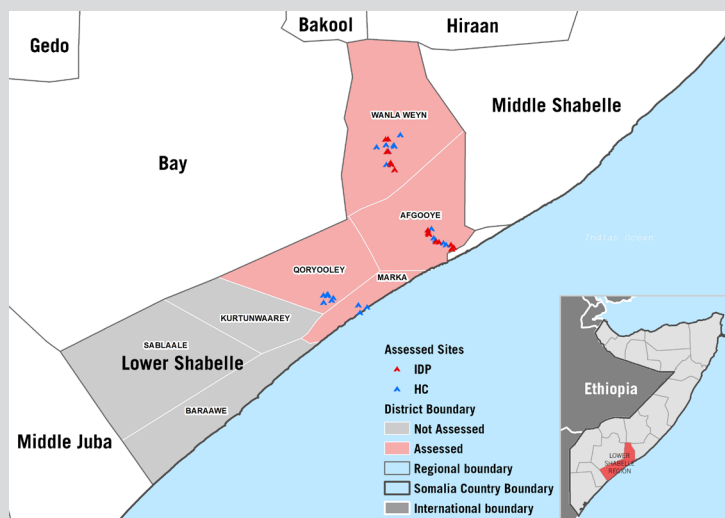 Bakool
Hiraan
Gedo
WANLA WEYN
Middle Shabelle
Bay
AFGOOYE
Indian Oceans
QORYOOLEY
MARKA
KURTUNWAAREY
SABLAALE
Lower Shabelle
BARAAWE
Middle Juba
Assessed Sites
IDP
HC
District Boundary
Not Assessed
Assessed
Regional boundary
Somalia Country Boundary
International boundary
Ethiopia
LOWER
SHABELLE
REGION